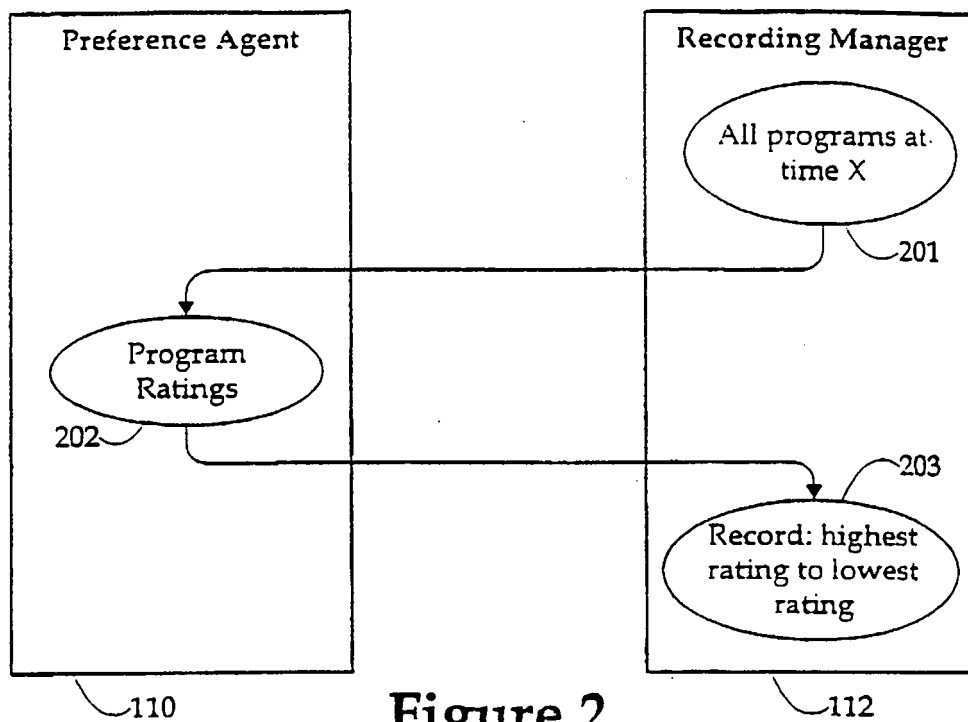 Preference Agent
Recording Manager
All programs at
time X
201
Program
Ratings
202
203
Record: highest
rating to lowest
rating
110
112
Figure 2